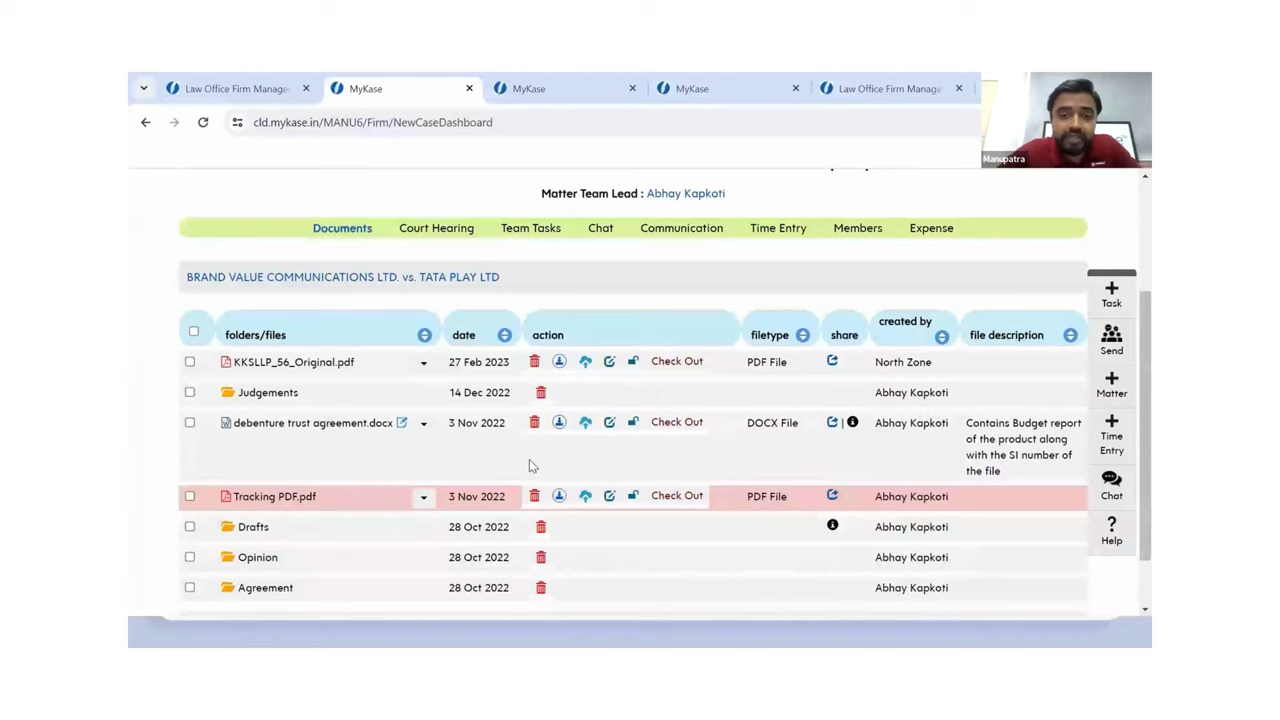 Law Office Firm Manage
MyKase
MyKase
MyKase
Law Office Firm Manage
cld.mykase.in/MANU6/Firm/NewCaseDashboard
Manupatra
Matter Team Lead : Abhay Kapkoti
Documents Court Hearing Team Tasks Chat Communication Time Entry Members Expense
BRAND VALUE COMMUNICATIONS LTD. vs. TATA PLAY LTD
folders/files date action filetype share created by file description
KKSLLP_56_Original.pdf 27 Feb 2023 Check Out PDF File North Zone
Judgements 14 Dec 2022 Abhay Kapkoti
debenture trust agreement.docx 3 Nov 2022 Check Out DOCX File | Abhay Kapkoti Contains Budget report
of the product along
with the SI number of
the file
Tracking PDF.pdf 3 Nov 2022 Check Out PDF File Abhay Kapkoti
Drafts 28 Oct 2022 Abhay Kapkoti
Opinion 28 Oct 2022 Abhay Kapkoti
Agreement 28 Oct 2022 Abhay Kapkoti
Task
Send
Matter
Time
Entry
Chat
Help